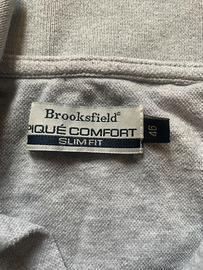 Brooksfield®
PIQUÉ COMFORT
SLIM FIT
46